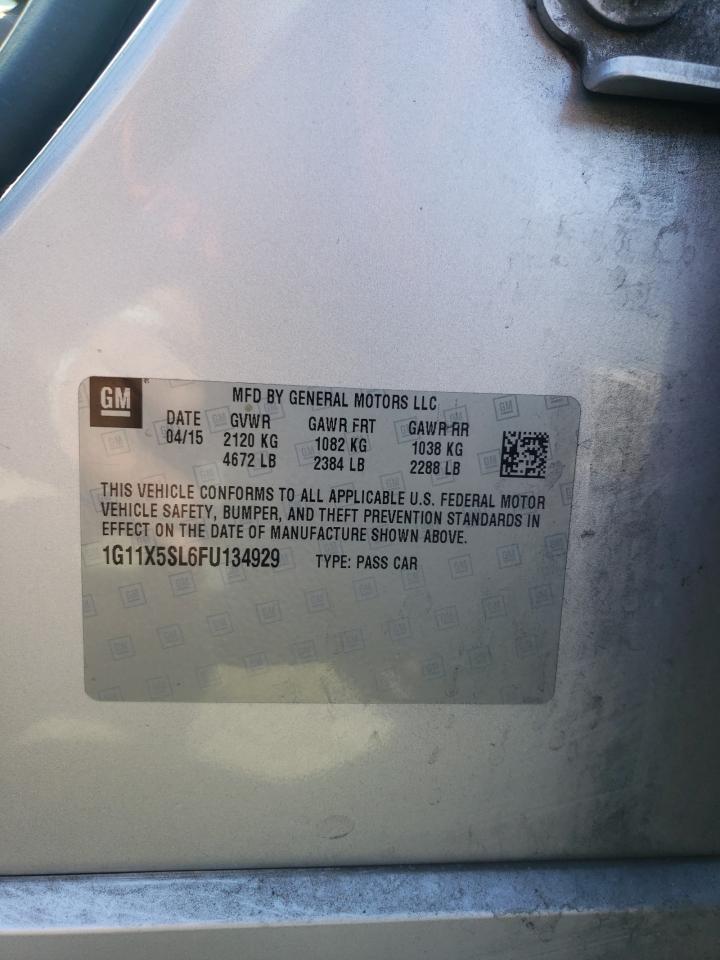 GM
MFD BY GENERAL MOTORS LLC
DATE GVWR GAWR FRT GAWR RR
04/15 2120 KG 1082 KG 1038 KG
4672 LB 2384 LB 2288 LB
THIS VEHICLE CONFORMS TO ALL APPLICABLE U.S. FEDERAL MOTOR
VEHICLE SAFETY, BUMPER, AND THEFT PREVENTION STANDARDS IN
EFFECT ON THE DATE OF MANUFACTURE SHOWN ABOVE.
1G11X5SL6FU134929 TYPE: PASS CAR